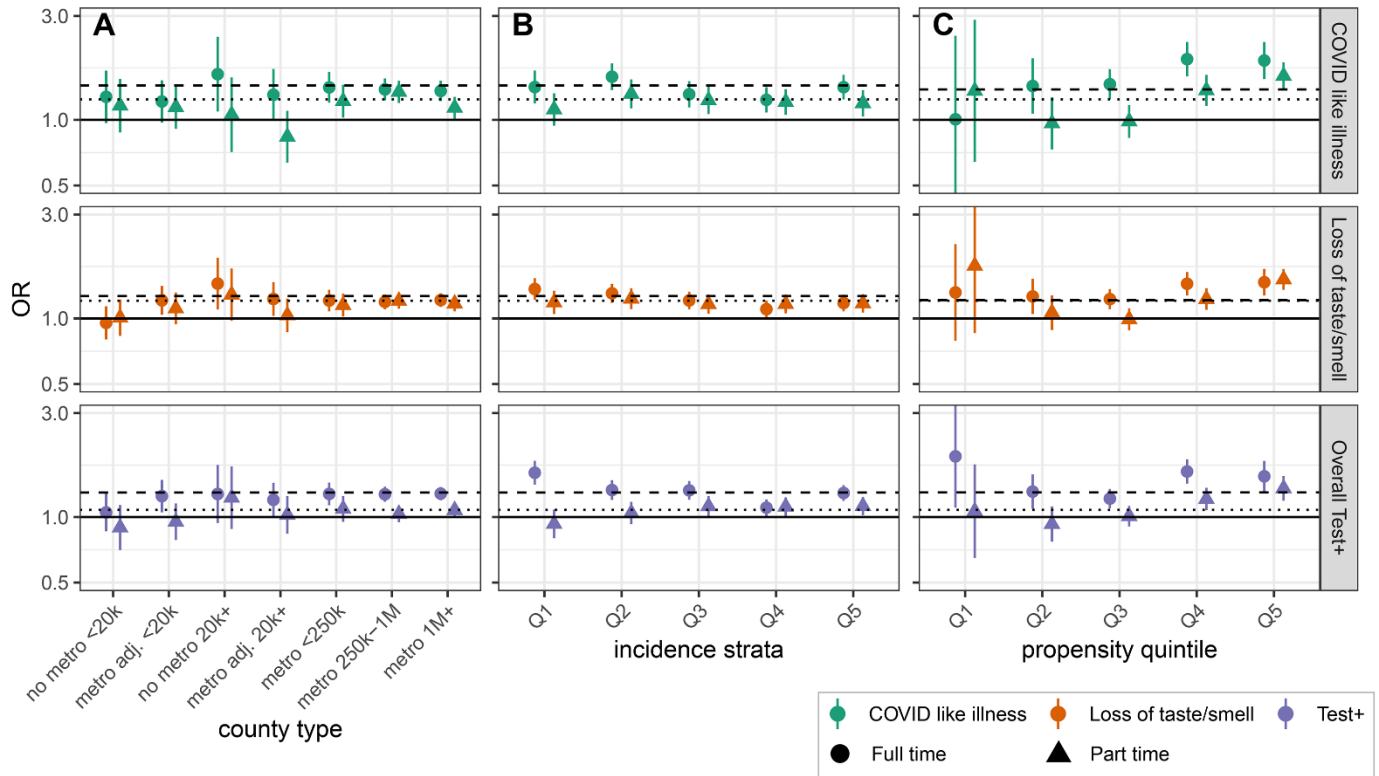 A
B
C
3.0
1.0
0.5
COVID like illness
3.0
1.0
0.5
Loss of taste/smell
OR
3.0
1.0
0.5
Overall Test+
no metro <20k
metro adj. <20k
no metro 20k+
metro adj. 20k+
metro <250k
metro 250k−1M
metro 1M+
county type
Q1
Q2
Q3
Q4
Q5
incidence strata
Q1
Q2
Q3
Q4
Q5
propensity quintile
COVID like illness
Loss of taste/smell
Test+
Full time
Part time